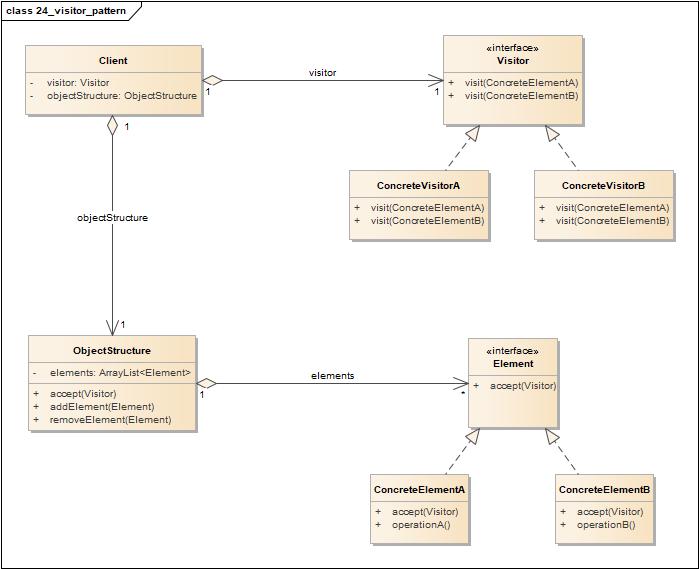 class 24_visitor_pattern
Client
- visitor: Visitor
- objectStructure: ObjectStructure
1
visitor
1
«interface»
Visitor
+ visit(ConcreteElementA)
+ visit(ConcreteElementB)
1
ConcreteVisitorA
+ visit(ConcreteElementA)
+ visit(ConcreteElementB)
ConcreteVisitorB
+ visit(ConcreteElementA)
+ visit(ConcreteElementB)
objectStructure
1
ObjectStructure
- elements: ArrayList<Element>
+ accept(Visitor)
+ addElement(Element)
+ removeElement(Element)
1
elements
*
«interface»
Element
+ accept(Visitor)
ConcreteElementA
+ accept(Visitor)
+ operationA()
ConcreteElementB
+ accept(Visitor)
+ operationB()